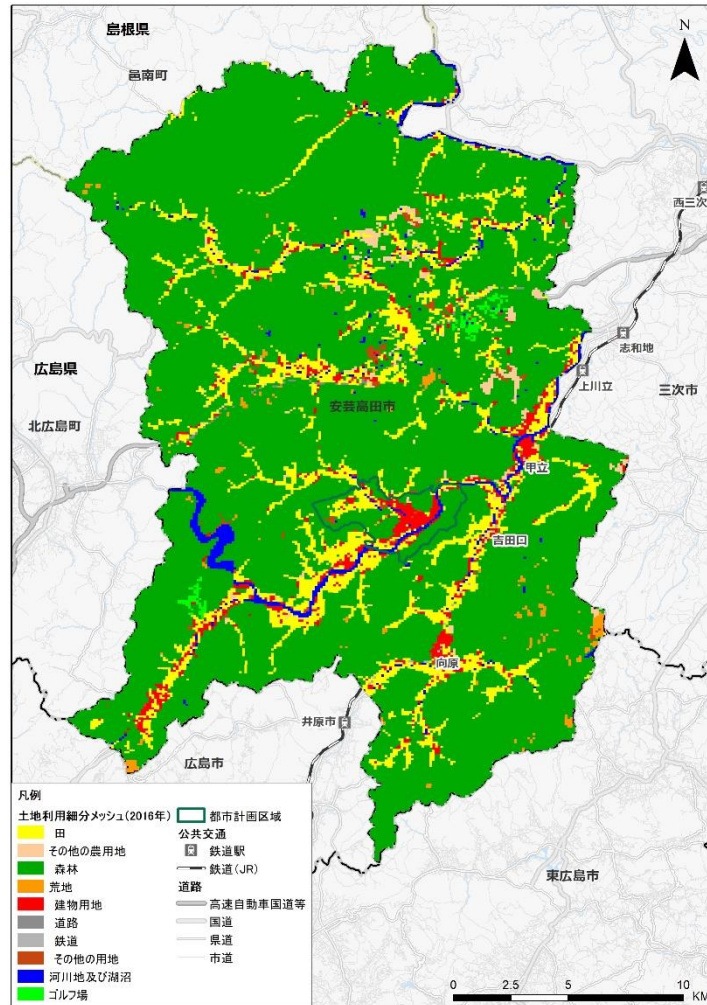 島根県
邑南町
N
西三次
広島県
志和地
上川立
三次市
安芸高田市
北広島町
甲立
吉田口
向原
井原市
広島市
東広島市
凡例
土地利用細分メッシュ(2016年)
田
その他の農用地
森林
荒地
建物用地
道路
鉄道
その他の用地
河川地及び湖沼
ゴルフ場
都市計画区域
公共交通
鉄道駅
鉄道(JR)
道路
高速自動車国道等
国道
県道
市道
0 2.5 5 10
KM